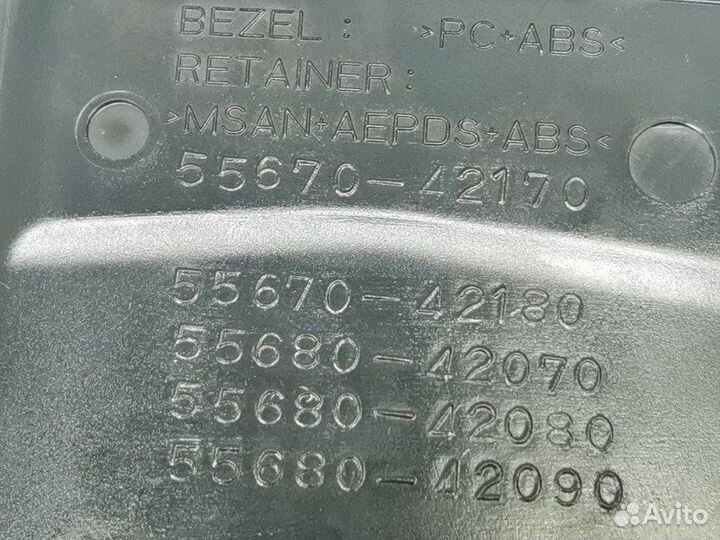 BEZEL : >PC+ABS<
RETAINER :
>MSAN+AEPDS+ABS<
55670-42170
55670-42180
55680-42070
55680-42080
55680-42090
Avito